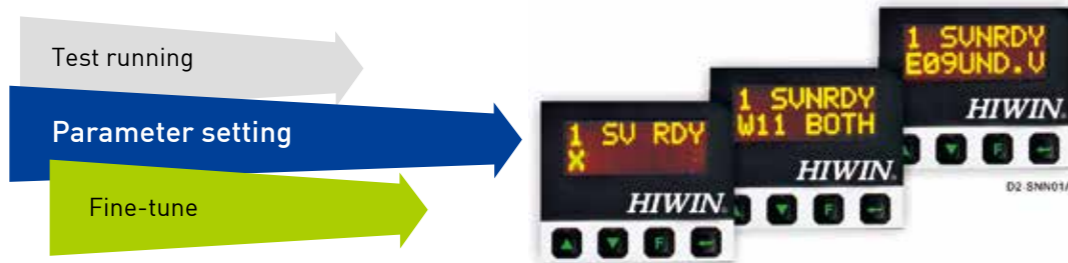 Test running
Parameter setting
Fine-tune
1 SV RDY
X
HIWIN®
F
1 SVNRDY
W11 BOTH
HIWIN®
F
1 SVNRDY
E09UND.V
HIWIN®
F
D2-SNN01A